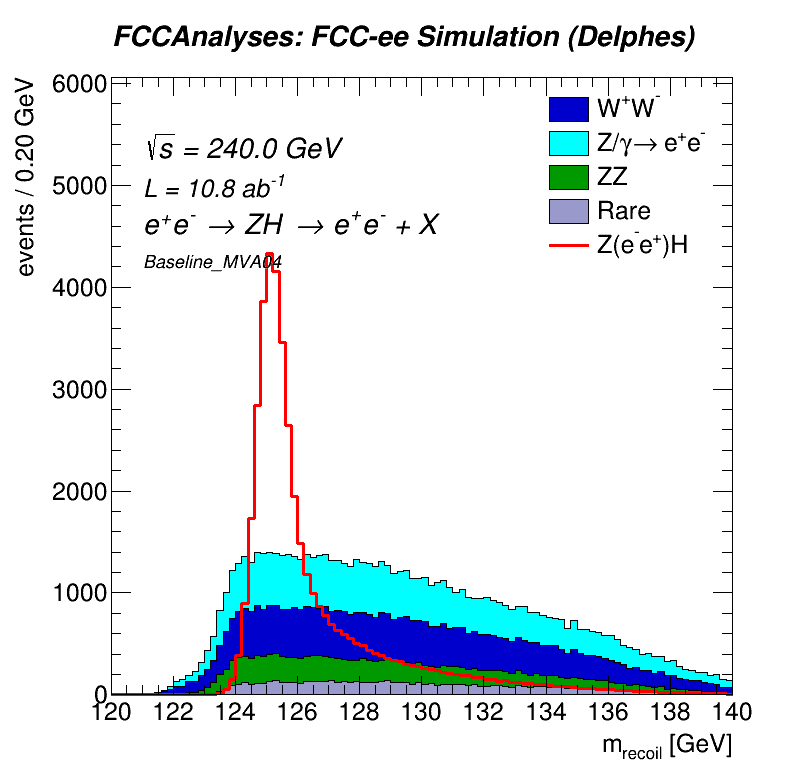 FCCAnalyses: FCC-ee Simulation (Delphes)
events / 0.20 GeV
6000
5000
4000
3000
2000
1000
0
√s = 240.0 GeV
L = 10.8 ab⁻¹
e⁺e⁻ → ZH → e⁺e⁻ + X
Baseline_MVA04
W⁺W⁻
Z/γ→ e⁺e⁻
ZZ
Rare
Z(e⁻e⁺)H
120 122 124 126 128 130 132 134 136 138 140
m_recoil [GeV]